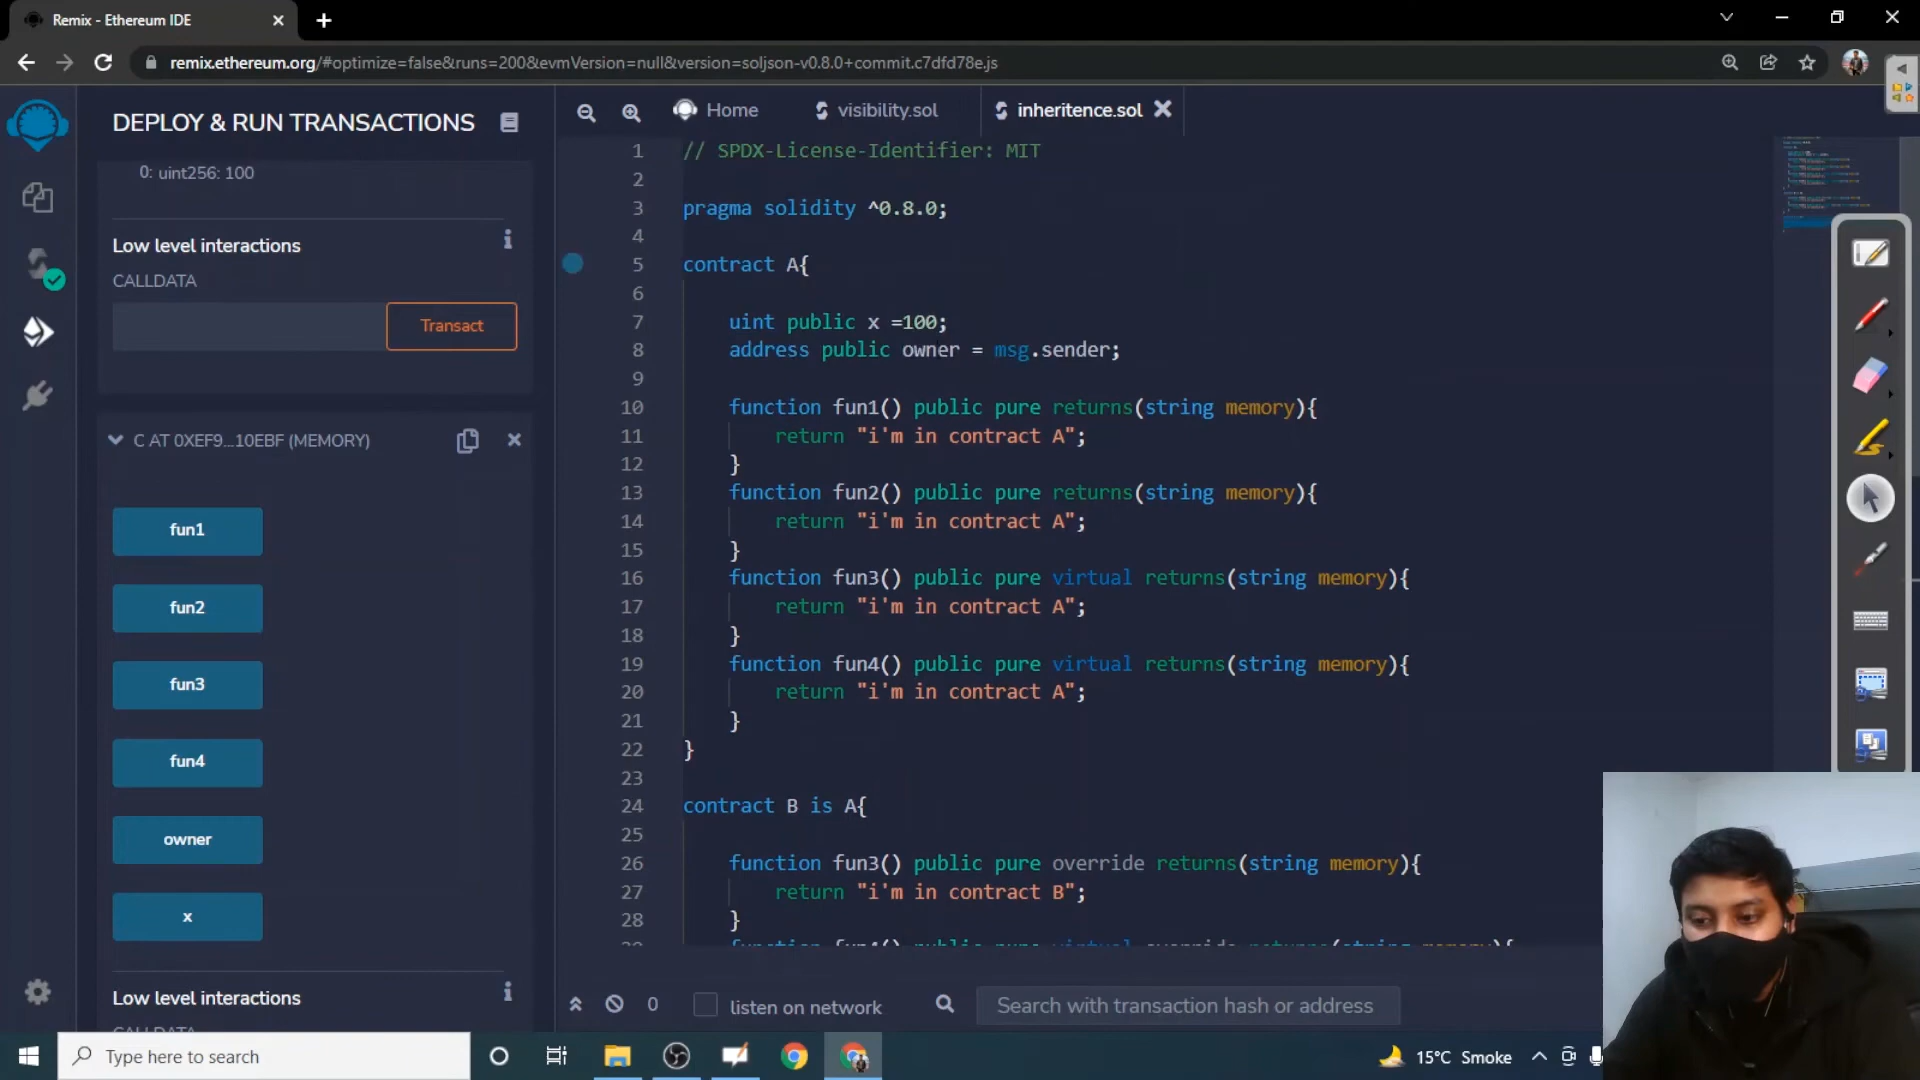 Remix - Ethereum IDE
remix.ethereum.org/#optimize=false&runs=200&evmVersion=null&version=soljson-v0.8.0+commit.c7dfd78e.js
DEPLOY & RUN TRANSACTIONS
0: uint256: 100
Low level interactions
CALLDATA
Transact
C AT 0XEF9...10EBF (MEMORY)
fun1
fun2
fun3
fun4
owner
x
Low level interactions
CALLDATA
Home
visibility.sol
inheritence.sol
1 // SPDX-License-Identifier: MIT
2
3 pragma solidity ^0.8.0;
4
5 contract A{
6
7 uint public x =100;
8 address public owner = msg.sender;
9
10 function fun1() public pure returns(string memory){
11 return "i'm in contract A";
12 }
13 function fun2() public pure returns(string memory){
14 return "i'm in contract A";
15 }
16 function fun3() public pure virtual returns(string memory){
17 return "i'm in contract A";
18 }
19 function fun4() public pure virtual returns(string memory){
20 return "i'm in contract A";
21 }
22 }
23
24 contract B is A{
25
26 function fun3() public pure override returns(string memory){
27 return "i'm in contract B";
28 }
0
listen on network
Search with transaction hash or address
Type here to search
15°C Smoke